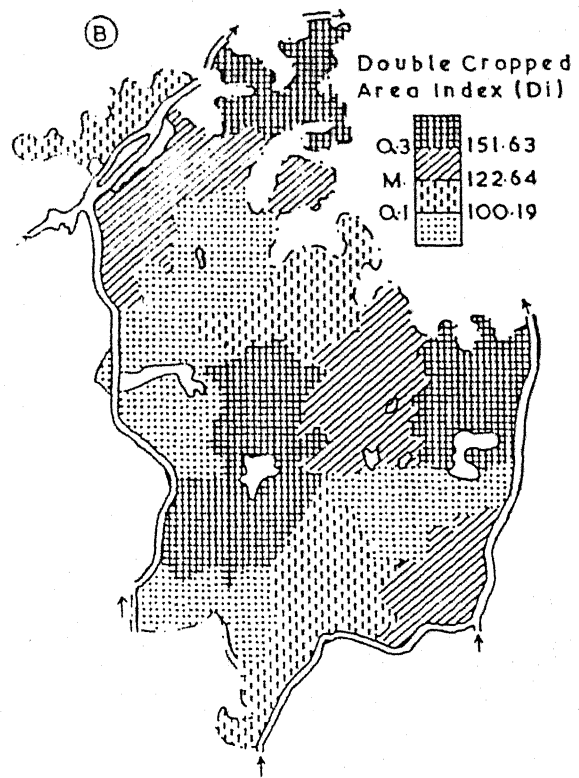 B
Double Cropped
Area Index (Di)
Q.3 151.63
M. 122.64
Q.1 100.19